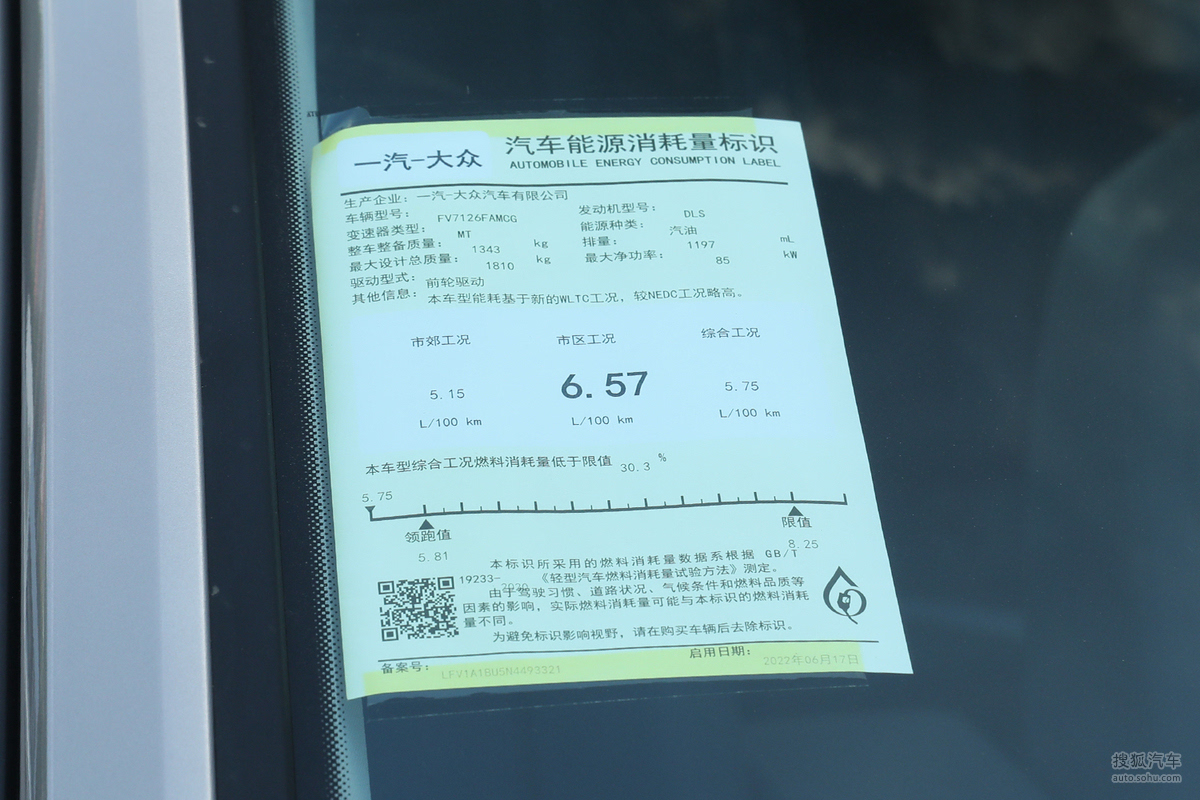 一汽-大众
汽车能源消耗量标识
AUTOMOBILE ENERGY CONSUMPTION LABEL
生产企业: 一汽-大众汽车有限公司
车辆型号: FV7126FAMCG 发动机型号: DLS
变速器类型: MT 能源种类: 汽油
整车整备质量: 1343 kg 排量: 1197 mL
最大设计总质量: 1810 kg 最大净功率: 85 kW
驱动型式: 前轮驱动
其他信息: 本车型能耗基于新的WLTC工况, 较NEDC工况略高。
市郊工况 市区工况 综合工况
5.15 6.57 5.75
L/100 km L/100 km L/100 km
本车型综合工况燃料消耗量低于限值 30.3 %
5.75
领跑值 限值
5.81 8.25
本标识所采用的燃料消耗量数据系根据 GB/T
19233-2020 《轻型汽车燃料消耗量试验方法》测定。
由于驾驶习惯、道路状况、气候条件和燃料品质等
因素的影响, 实际燃料消耗量可能与本标识的燃料消耗
量不同。
为避免标识影响视野, 请在购买车辆后去除标识。
备案号: LFV1A1BU5N4493321 启用日期: 2022年06月17日
搜狐汽车
auto.sohu.com